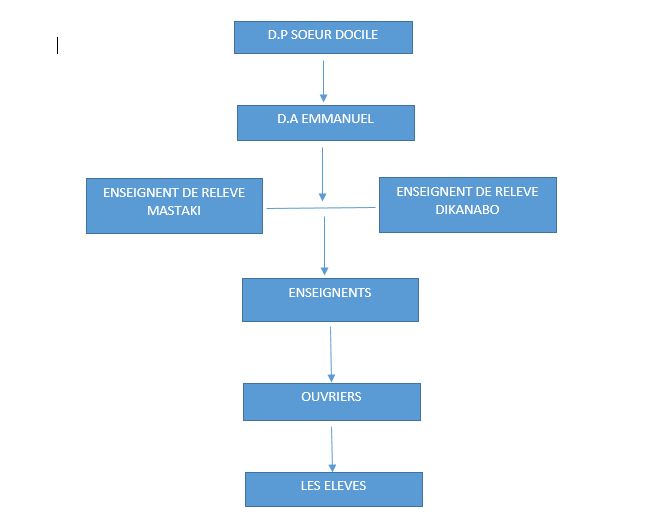 D.P SOEUR DOCILE
D.A EMMANUEL
ENSEIGNENT DE RELEVE
MASTAKI
ENSEIGNENT DE RELEVE
DIKANABO
ENSEIGNENTS
OUVRIERS
LES ELEVES